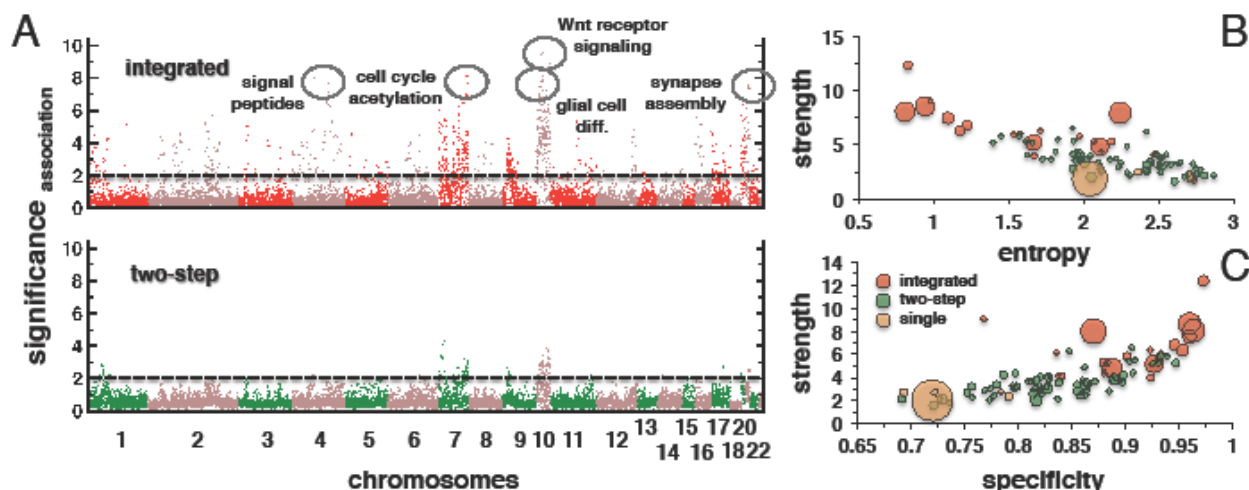 A
integrated
signal
peptides
cell cycle
acetylation
Wnt receptor
signaling
glial cell
diff.
synapse
assembly
10
8
6
4
2
0
significance association
two-step
10
8
6
4
2
0
1 2 3 4 5 6 7 8 9 10 11 12 13 14 15 16 17 18 20 22
chromosomes
B
strength
15
10
5
0
0.5 1 1.5 2 2.5 3
entropy
C
strength
14
12
10
8
6
4
2
0
integrated
two-step
single
0.65 0.7 0.75 0.8 0.85 0.9 0.95 1
specificity